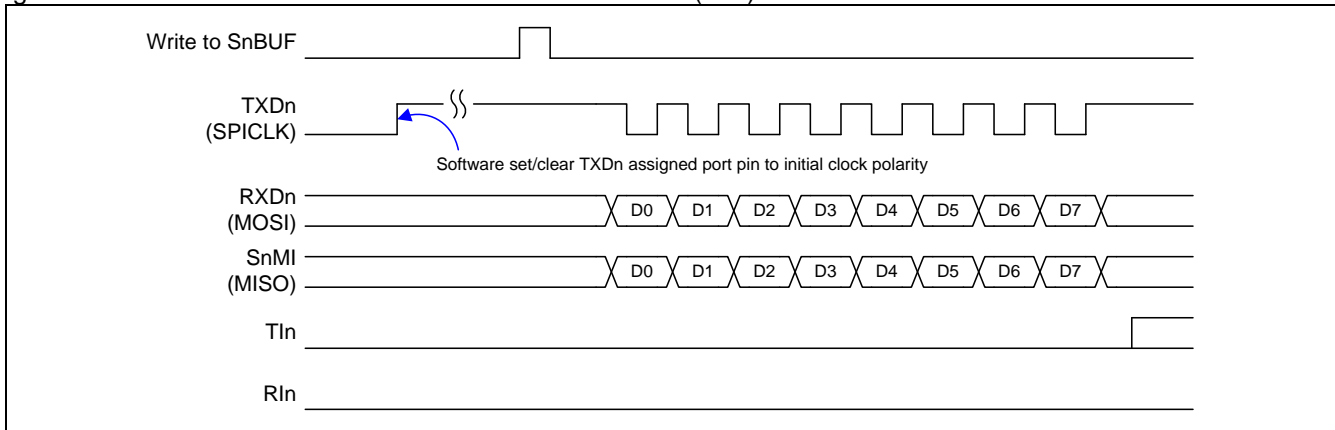 Write to SnBUF
TXDn
(SPICLK)
Software set/clear TXDn assigned port pin to initial clock polarity
RXDn
(MOSI)
D0 D1 D2 D3 D4 D5 D6 D7
SnMI
(MISO)
D0 D1 D2 D3 D4 D5 D6 D7
TIn
RIn